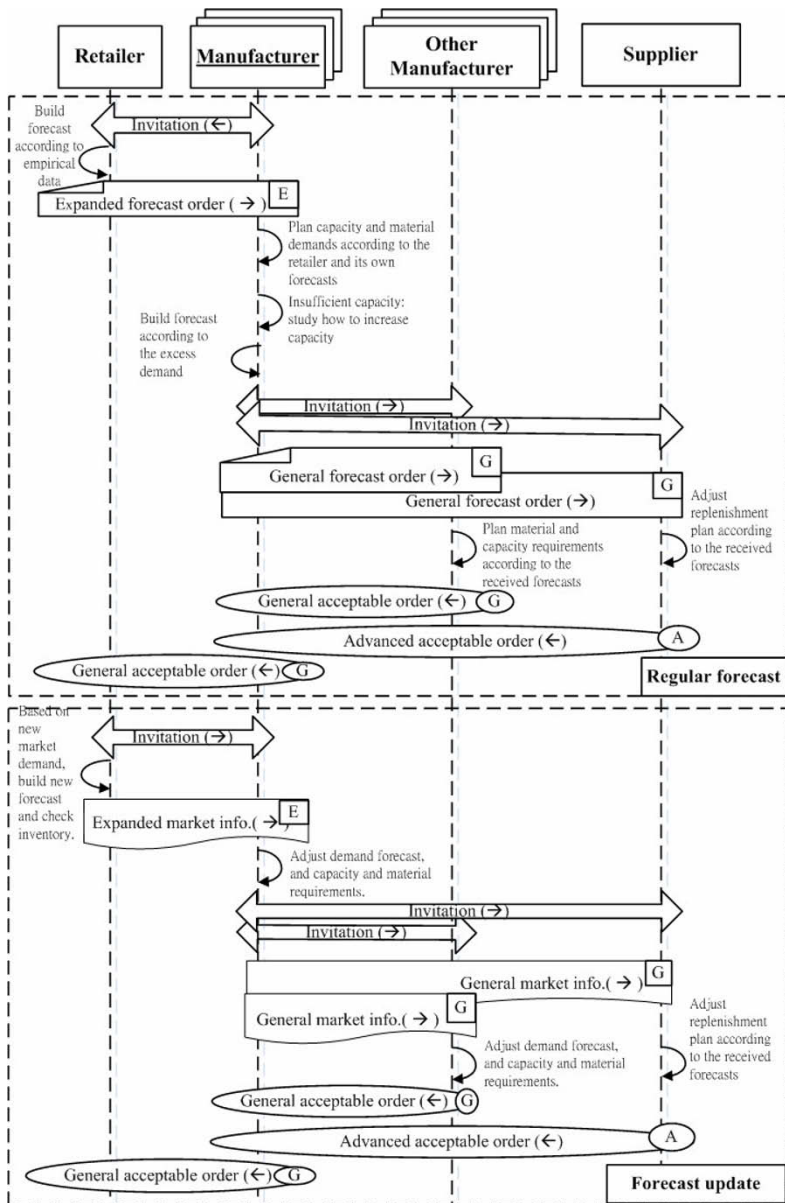 Retailer
Manufacturer
Other
Manufacturer
Supplier
Build
forecast
according to
empirical
data
Invitation (←)
Expanded forecast order (→)
E
Plan capacity and material
demands according to the
retailer and its own
forecasts
Insufficient capacity:
study how to increase
capacity
Build forecast
according to
the excess
demand
Invitation (→)
Invitation (→)
General forecast order (→)
G
General forecast order (→)
G
Plan material and
capacity requirements
according to the
received forecasts
Adjust
replenishment
plan according
to the received
forecasts
General acceptable order (←)
G
Advanced acceptable order (←)
A
General acceptable order (←)
G
Regular forecast
Based on
new
market
demand,
build new
forecast
and check
inventory.
Invitation (→)
Expanded market info.( → )
E
Adjust demand forecast,
and capacity and material
requirements.
Invitation (→)
Invitation (→)
General market info.( → )
G
General market info.( → )
G
Adjust demand forecast,
and capacity and material
requirements.
Adjust
replenishment
plan according
to the received
forecasts
General acceptable order (←)
G
Advanced acceptable order (←)
A
General acceptable order (←)
G
Forecast update